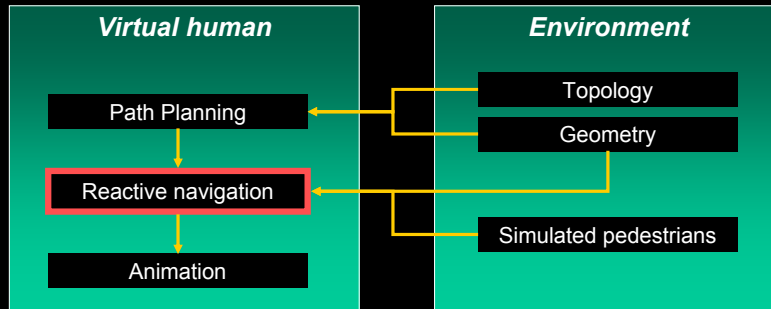 Virtual human
Path Planning
Reactive navigation
Animation
Environment
Topology
Geometry
Simulated pedestrians